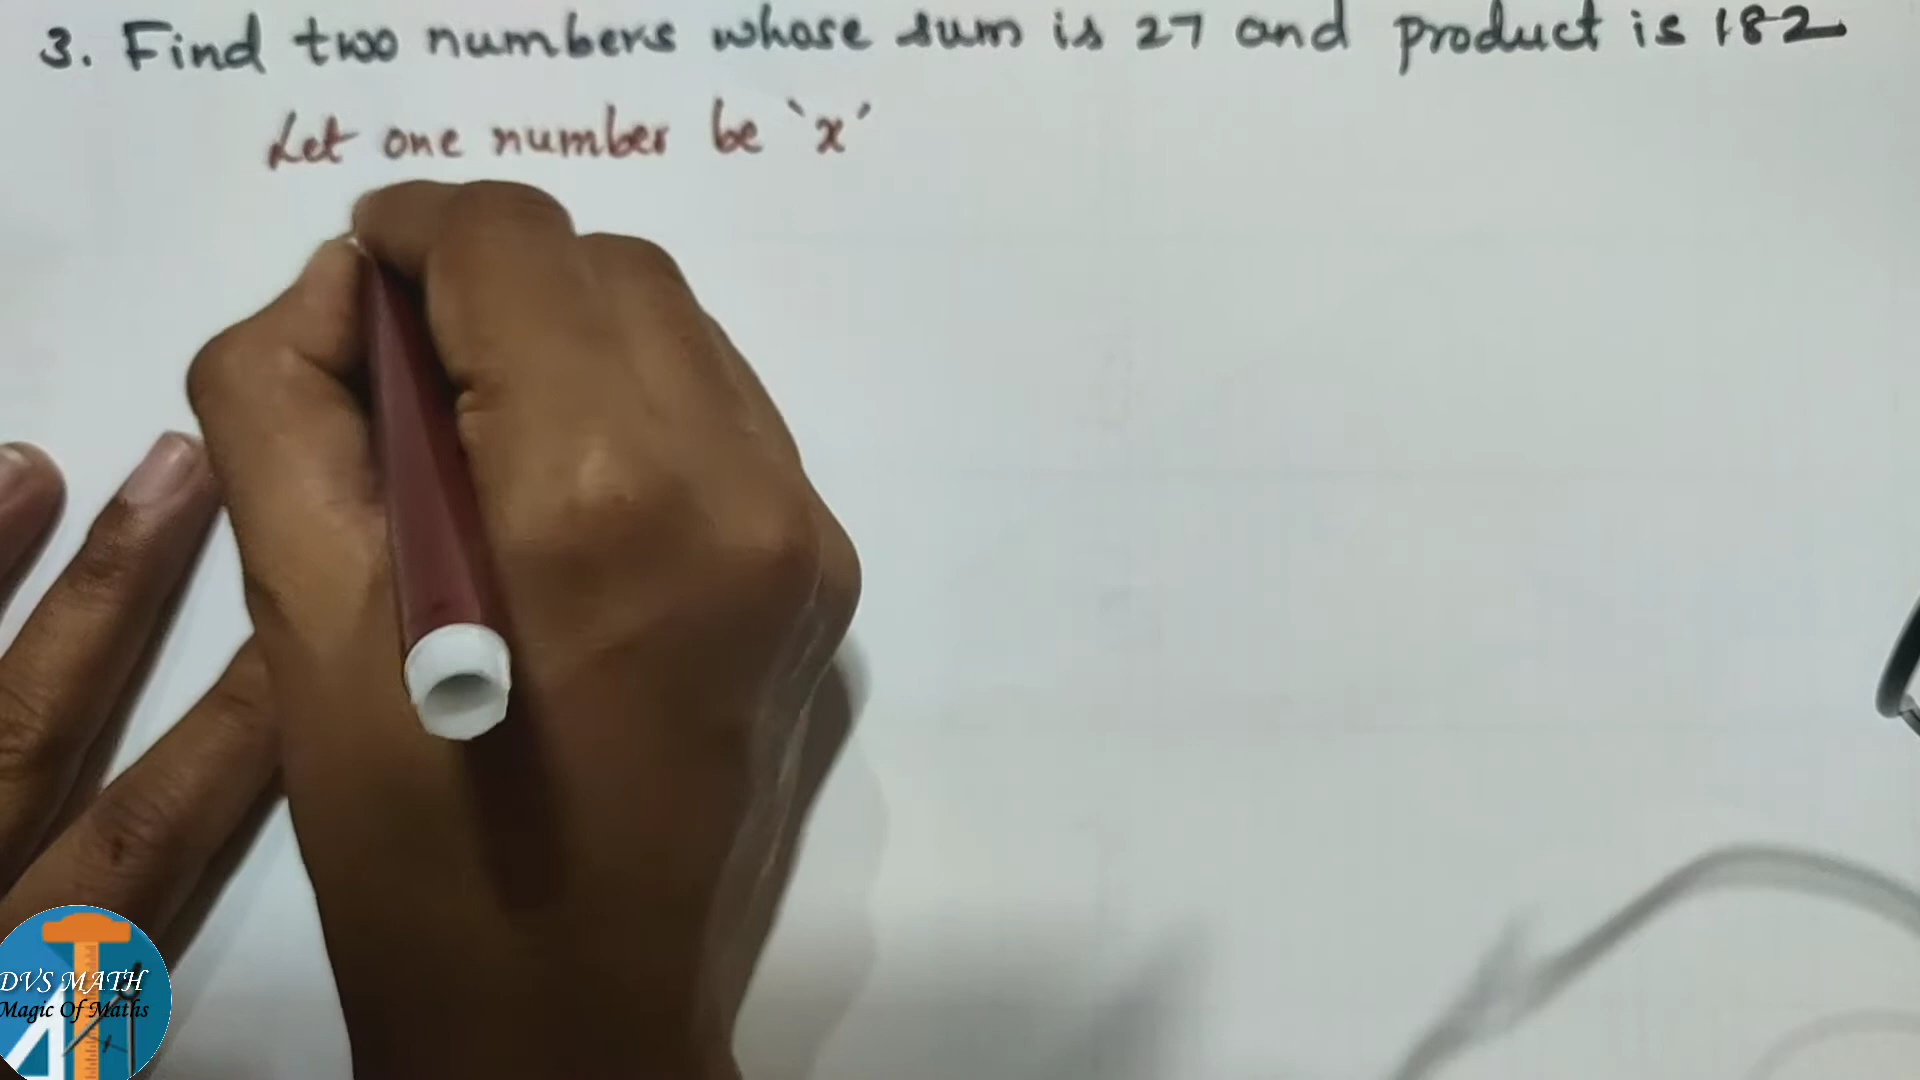 3. Find two numbers whose sum is 27 and product is 182
Let one number be 'x'
DVS MATH
Magic Of Maths